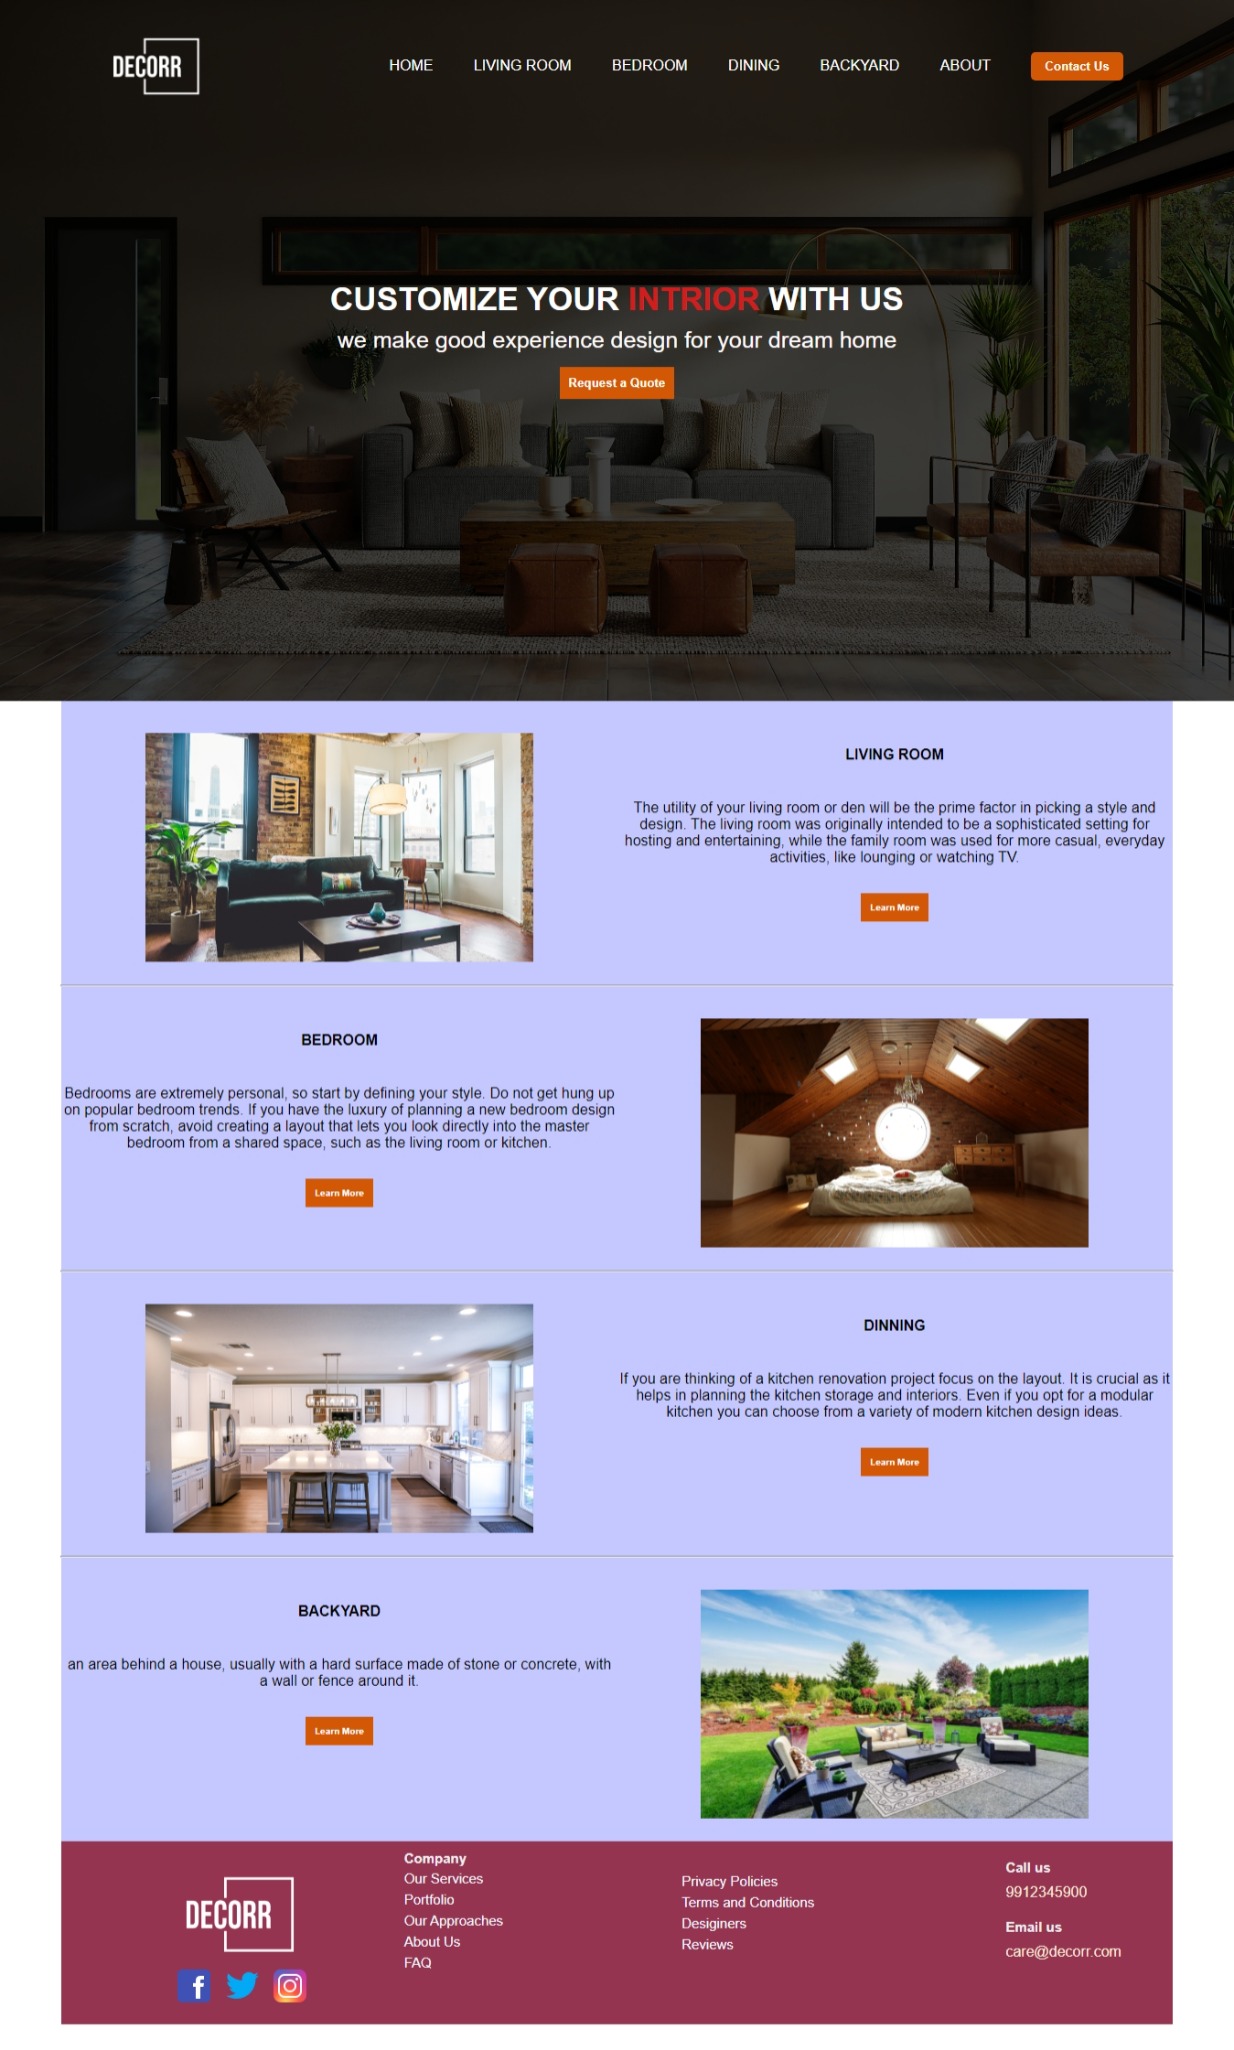 DECORR
HOME LIVING ROOM BEDROOM DINING BACKYARD ABOUT Contact Us
CUSTOMIZE YOUR INTRIOR WITH US
we make good experience design for your dream home
Request a Quote
LIVING ROOM
The utility of your living room or den will be the prime factor in picking a style and
design. The living room was originally intended to be a sophisticated setting for
hosting and entertaining, while the family room was used for more casual, everyday
activities, like lounging or watching TV.
Learn More
BEDROOM
Bedrooms are extremely personal, so start by defining your style. Do not get hung up
on popular bedroom trends. If you have the luxury of planning a new bedroom design
from scratch, avoid creating a layout that lets you look directly into the master
bedroom from a shared space, such as the living room or kitchen.
Learn More
DINNING
If you are thinking of a kitchen renovation project focus on the layout. It is crucial as it
helps in planning the kitchen storage and interiors. Even if you opt for a modular
kitchen you can choose from a variety of modern kitchen design ideas.
Learn More
BACKYARD
an area behind a house, usually with a hard surface made of stone or concrete, with
a wall or fence around it.
Learn More
DECORR
Company
Our Services
Portfolio
Our Approaches
About Us
FAQ
Privacy Policies
Terms and Conditions
Desiginers
Reviews
Call us
9912345900
Email us
care@decorr.com